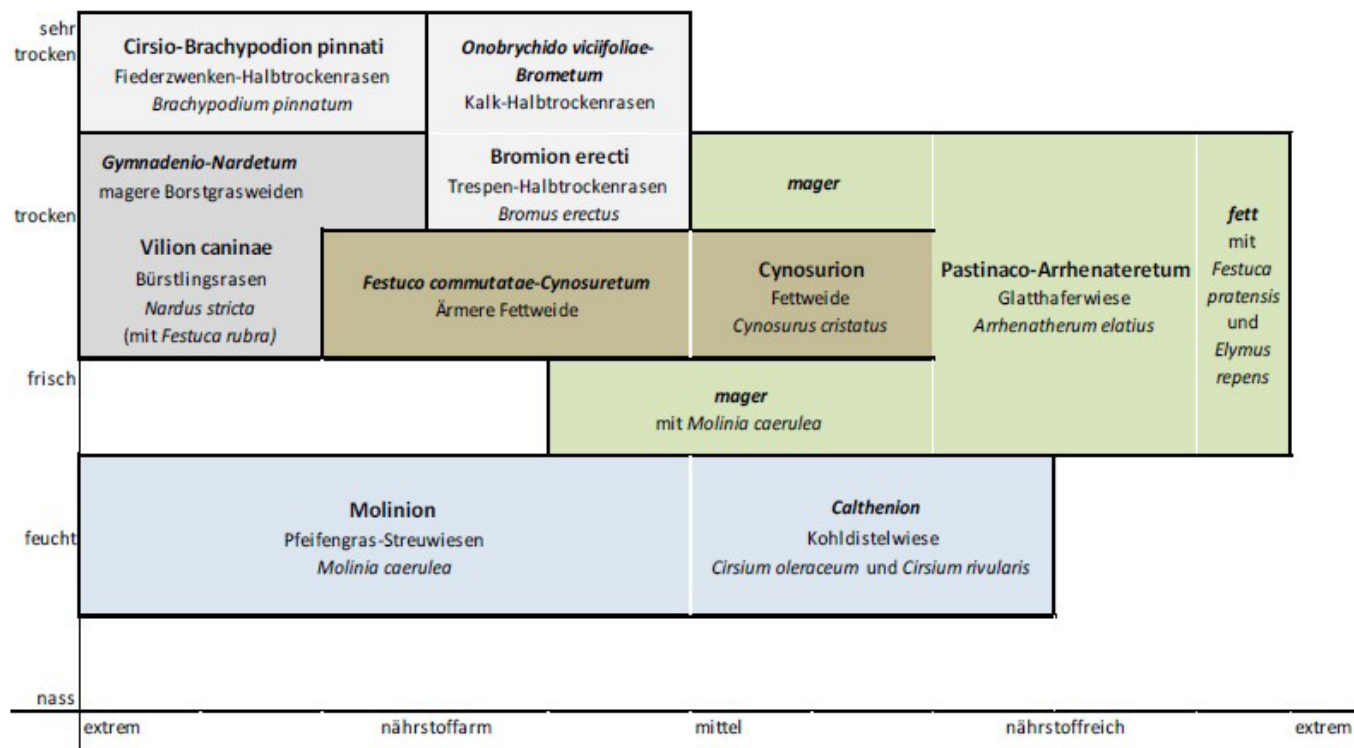 sehr
trocken
Cirsio-Brachypodion pinnati
Fiederzwenken-Halbtrockenrasen
Brachypodium pinnatum
Onobrychido viciifoliae-
Brometum
Kalk-Halbtrockenrasen
Gymnadenio-Nardetum
magere Borstgrasweiden
Bromion erecti
Trespen-Halbtrockenrasen
Bromus erectus
mager
trocken
Vilion caninae
Bürstlingsrasen
Nardus stricta
(mit Festuca rubra)
Festuco commutatae-Cynosuretum
Ärmere Fettweide
Cynosurion
Fettweide
Cynosurus cristatus
Pastinaco-Arrhenateretum
Glatthaferwiese
Arrhenatherum elatius
fett
mit
Festuca
pratensis
und
Elymus
repens
frisch
mager
mit Molinia caerulea
feucht
Molinion
Pfeifengras-Streuwiesen
Molinia caerulea
Calthenion
Kohldistelwiese
Cirsium oleraceum und Cirsium rivularis
nass
extrem
nährstoffarm
mittel
nährstoffreich
extrem